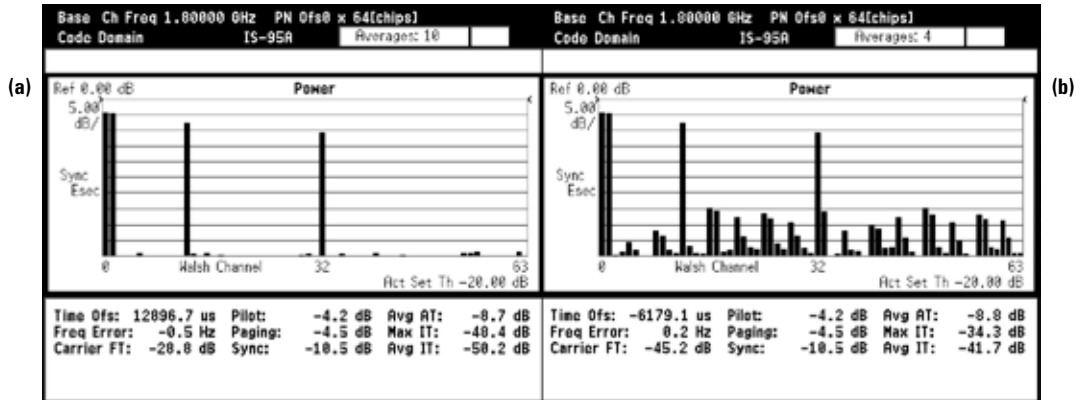 (a)
Base Ch Freq 1.80000 GHz PN Ofs0 x 64[chips]
Code Domain IS-95A Averages: 10
Ref 0.00 dB Power
5.00
dB/
Sync
Esec
0 Walsh Channel 32 63
Act Set Th -20.00 dB
Time Ofs: 12096.7 us Pilot: -4.2 dB Avg AT: -8.7 dB
Freq Error: -0.5 Hz Paging: -4.5 dB Max IT: -48.4 dB
Carrier FT: -28.8 dB Sync: -10.5 dB Avg IT: -50.2 dB
Base Ch Freq 1.80000 GHz PN Ofs0 x 64[chips]
Code Domain IS-95A Averages: 4
Ref 0.00 dB Power
5.00
dB/
Sync
Esec
0 Walsh Channel 32 63
Act Set Th -20.00 dB
Time Ofs: -6179.1 us Pilot: -4.2 dB Avg AT: -8.8 dB
Freq Error: 0.2 Hz Paging: -4.5 dB Max IT: -34.3 dB
Carrier FT: -45.2 dB Sync: -10.5 dB Avg IT: -41.7 dB
(b)